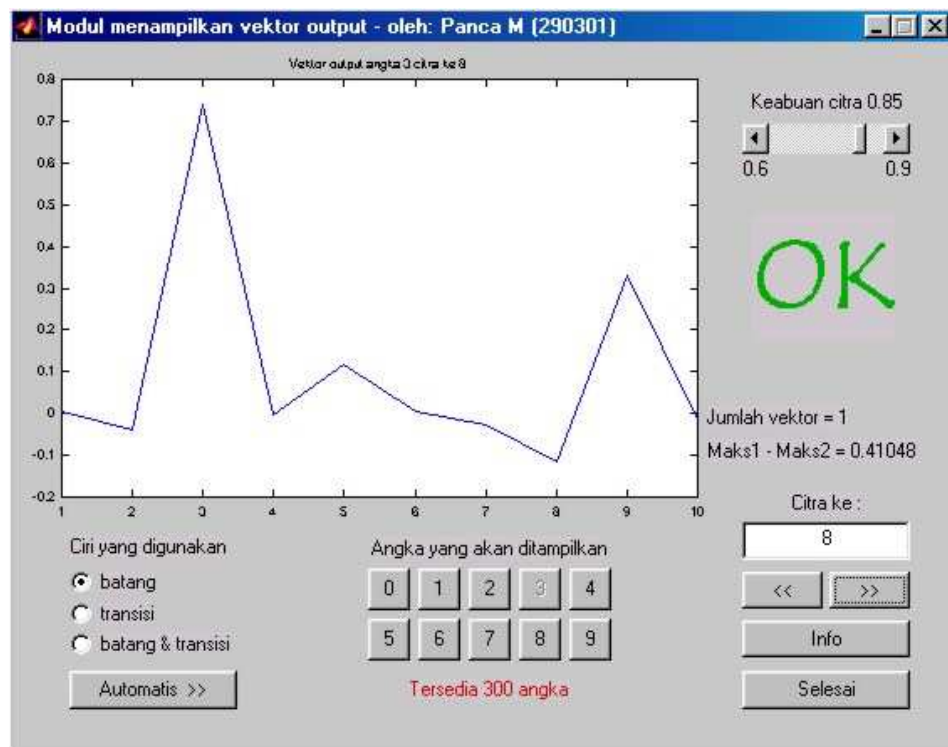 Modul menampilkan vektor output - oleh: Panca M (290301)
Vektor output angka 3 citra ke 8
0.8
0.7
0.6
0.5
0.4
0.3
0.2
0.1
0
-0.1
-0.2
1 2 3 4 5 6 7 8 9 10
Keabuan citra 0.85
0.6 0.9
OK
Jumlah vektor = 1
Maks1 - Maks2 = 0.41048
Citra ke :
8
<< >>
Info
Selesai
Ciri yang digunakan
batang
transisi
batang & transisi
Automatis >>
Angka yang akan ditampilkan
0 1 2 3 4
5 6 7 8 9
Tersedia 300 angka